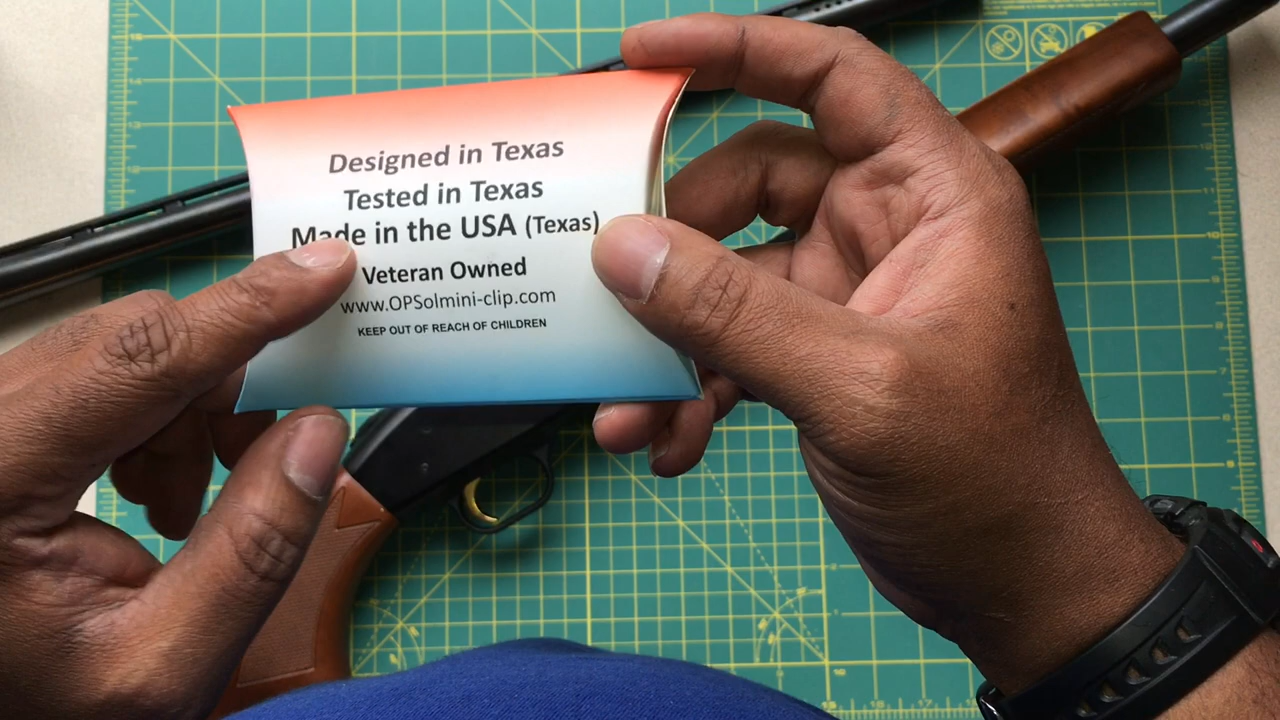 Designed in Texas
Tested in Texas
Made in the USA (Texas)
Veteran Owned
www.OPSolmini-clip.com
KEEP OUT OF REACH OF CHILDREN